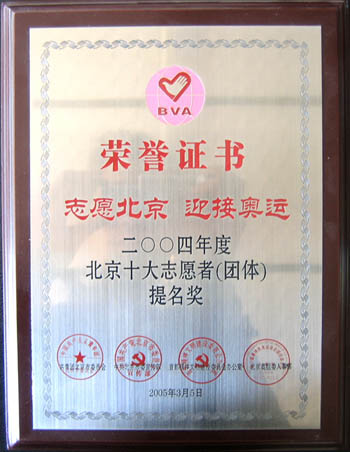 BVA
荣誉证书
志愿北京 迎接奥运
二〇〇四年度
北京十大志愿者(团体)
提名奖
2005年3月5日